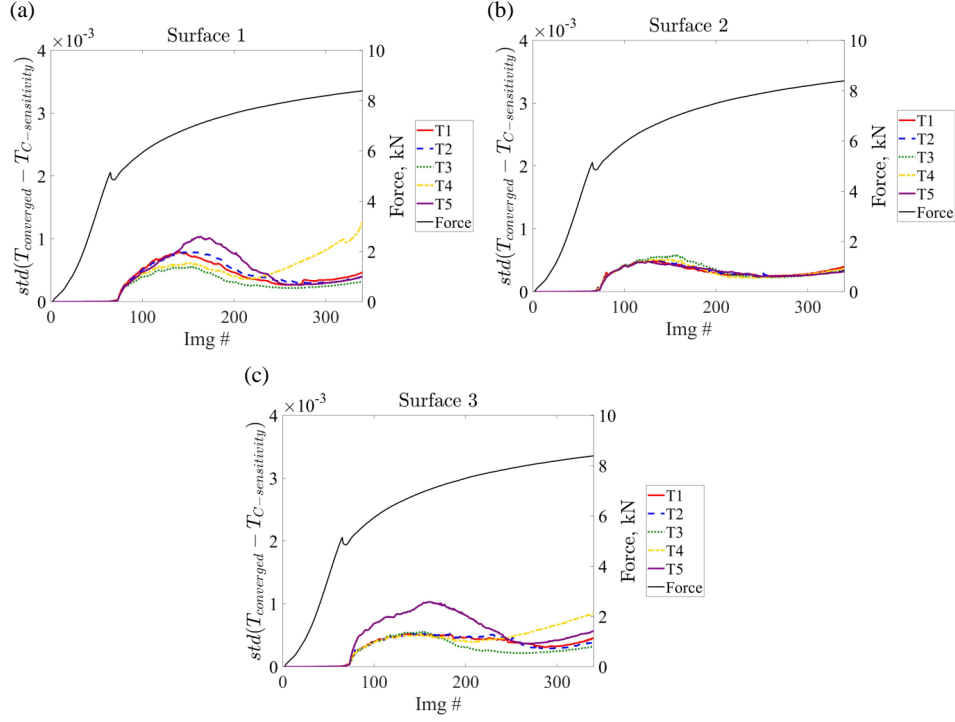 (a)
×10⁻³
Surface 1
std(T_converged − T_C−sensitivity)
4
3
2
1
0
0 100 200 300
Img #
10
8
6
4
2
0
Force, kN
T1
T2
T3
T4
T5
Force
(b)
×10⁻³
Surface 2
std(T_converged − T_C−sensitivity)
4
3
2
1
0
0 100 200 300
Img #
10
8
6
4
2
0
Force, kN
T1
T2
T3
T4
T5
Force
(c)
×10⁻³
Surface 3
std(T_converged − T_C−sensitivity)
4
3
2
1
0
0 100 200 300
Img #
10
8
6
4
2
0
Force, kN
T1
T2
T3
T4
T5
Force